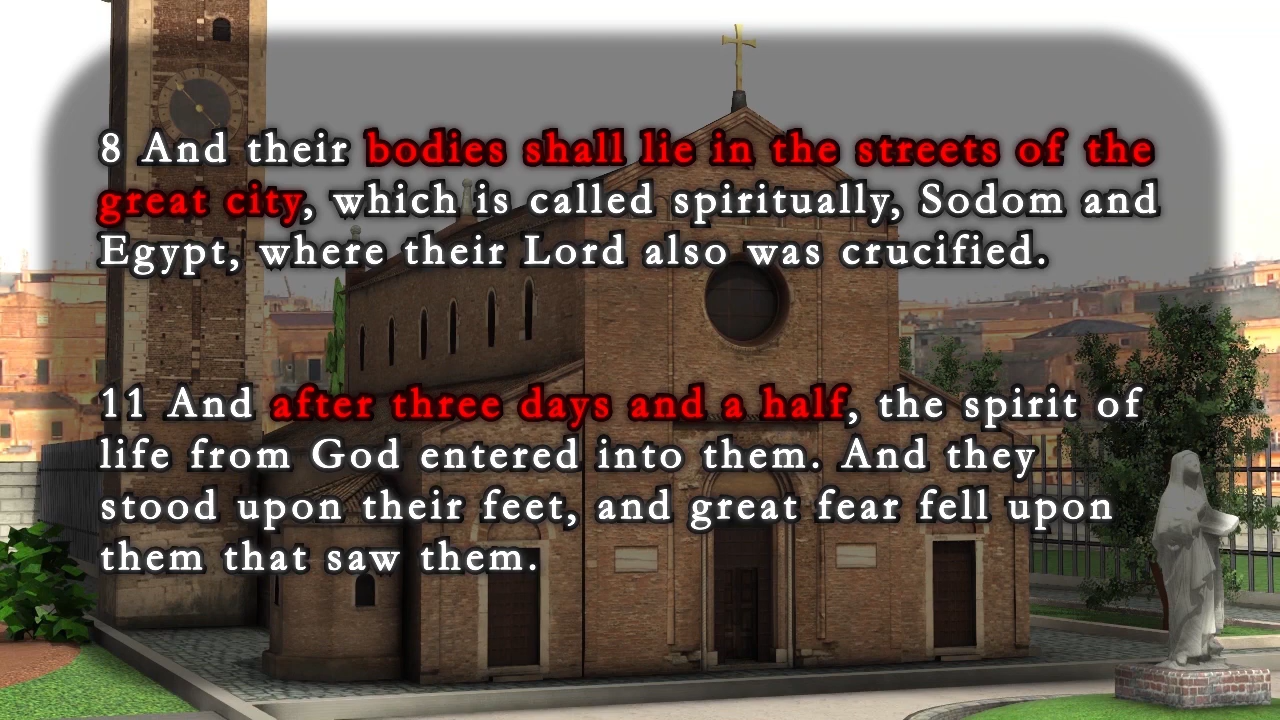 8 And their bodies shall lie in the streets of the
great city, which is called spiritually, Sodom and
Egypt, where their Lord also was crucified.
11 And after three days and a half, the spirit of
life from God entered into them. And they
stood upon their feet, and great fear fell upon
them that saw them.